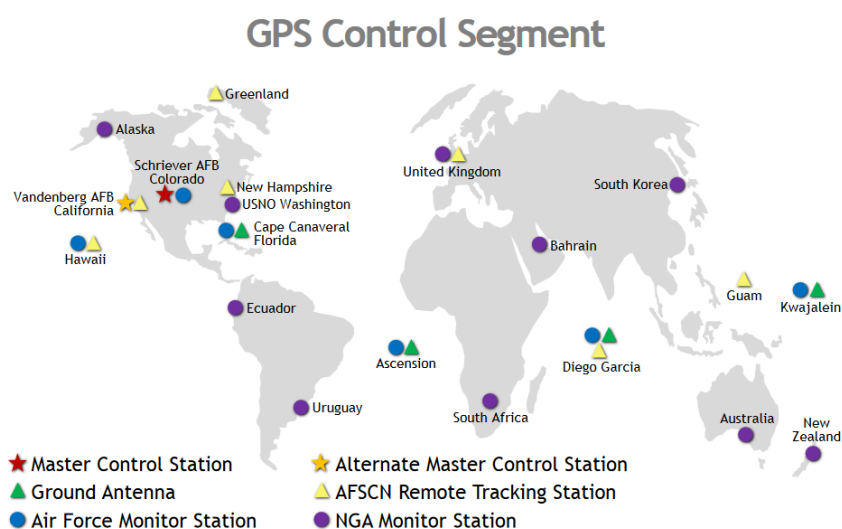 GPS Control Segment
Greenland
Alaska
Schriever AFB
Colorado
United Kingdom
New Hampshire
South Korea
Vandenberg AFB
California
USNO Washington
Cape Canaveral
Florida
Bahrain
Hawaii
Guam
Kwajalein
Ecuador
Ascension
Diego Garcia
Uruguay
South Africa
Australia
New
Zealand
Master Control Station
Alternate Master Control Station
Ground Antenna
AFSCN Remote Tracking Station
Air Force Monitor Station
NGA Monitor Station